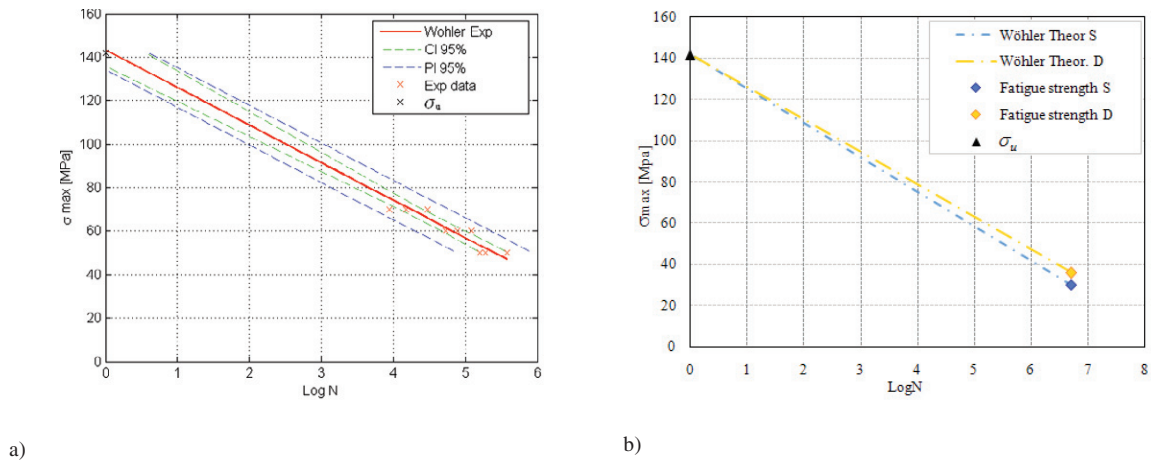 160
140
120
100
80
60
40
20
0
σ max [MPa]
0 1 2 3 4 5 6
Log N
Wohler Exp
CI 95%
PI 95%
Exp data
σu
a)
160
140
120
100
80
60
40
20
0
σmax [Mpa]
0 1 2 3 4 5 6 7 8
LogN
Wöhler Theor S
Wöhler Theor. D
Fatigue strength S
Fatigue strength D
σu
b)